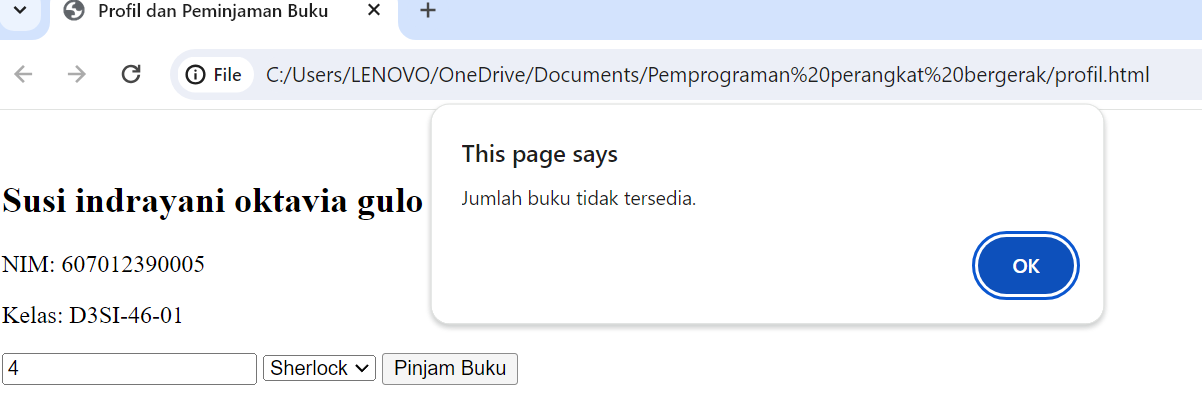 Profil dan Peminjaman Buku
File C:/Users/LENOVO/OneDrive/Documents/Pemprograman%20perangkat%20bergerak/profil.html
This page says
Jumlah buku tidak tersedia.
OK
Susi indrayani oktavia gulo
NIM: 607012390005
Kelas: D3SI-46-01
4 Sherlock Pinjam Buku